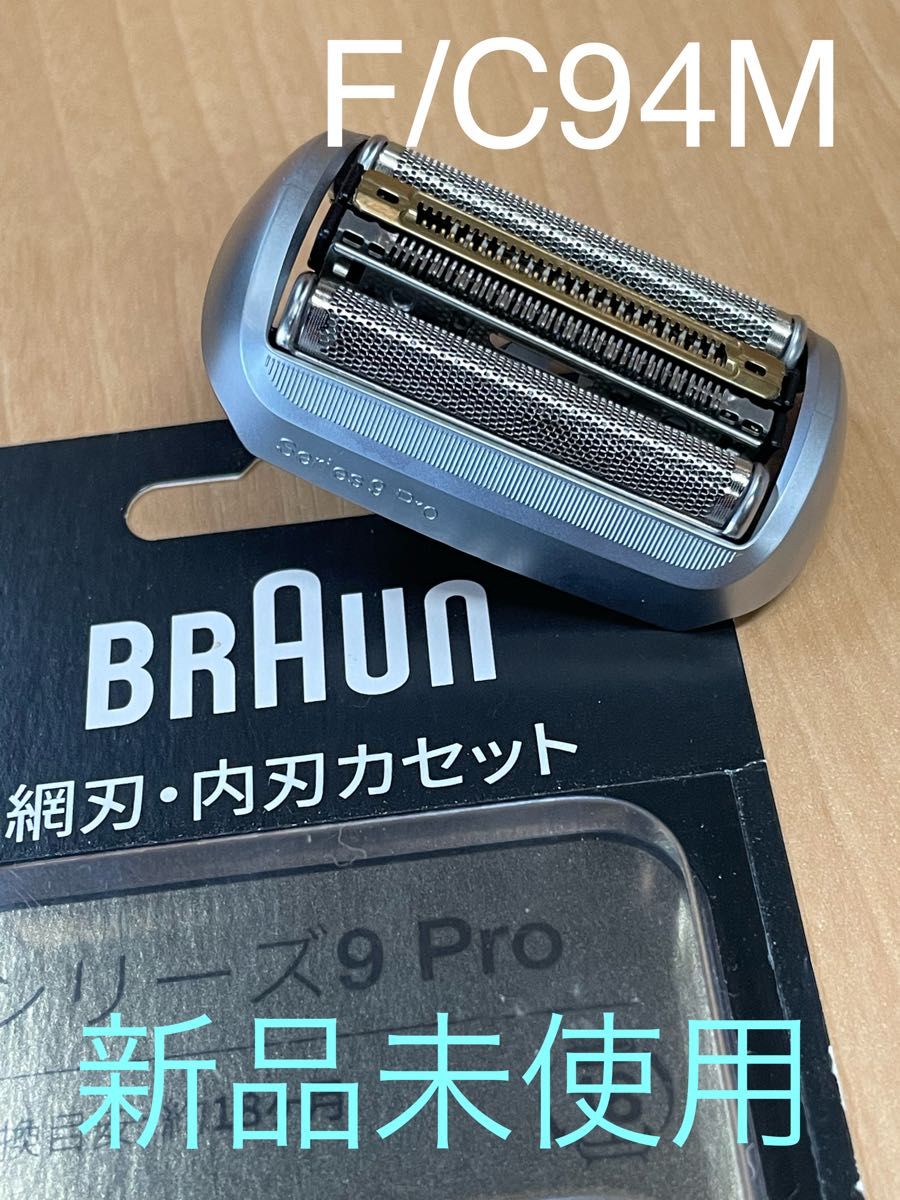 F/C94M
Series 9 Pro
BRAUN
網刃・内刃カセット
シリーズ9 Pro
新品未使用